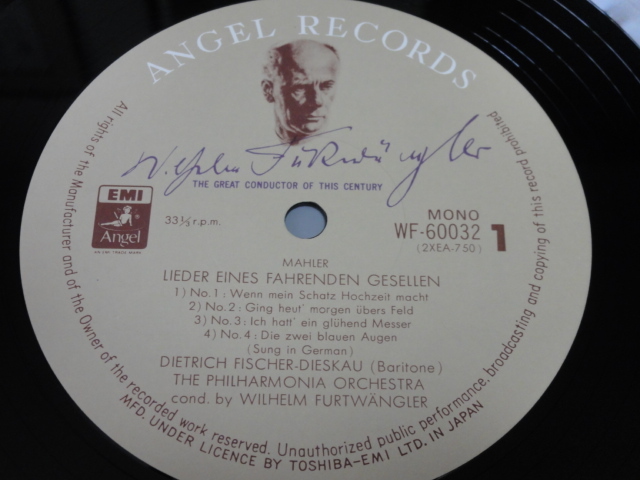 ANGEL RECORDS
Wilhelm Furtwängler
THE GREAT CONDUCTOR OF THIS CENTURY
EMI
Angel
33⅓ r.p.m.
MONO
WF-60032 1
(2XEA-750)
MAHLER
LIEDER EINES FAHRENDEN GESELLEN
1) No.1: Wenn mein Schatz Hochzeit macht
2) No.2: Ging heut' morgen übers Feld
3) No.3: Ich hatt' ein glühend Messer
4) No.4: Die zwei blauen Augen
(Sung in German)
DIETRICH FISCHER-DIESKAU (Baritone)
THE PHILHARMONIA ORCHESTRA
cond. by WILHELM FURTWÄNGLER
All rights of the Manufacturer and of the Owner of the recorded work reserved. Unauthorized public performance, broadcasting and copying of this record prohibited
MFD. UNDER LICENCE BY TOSHIBA-EMI LTD. IN JAPAN